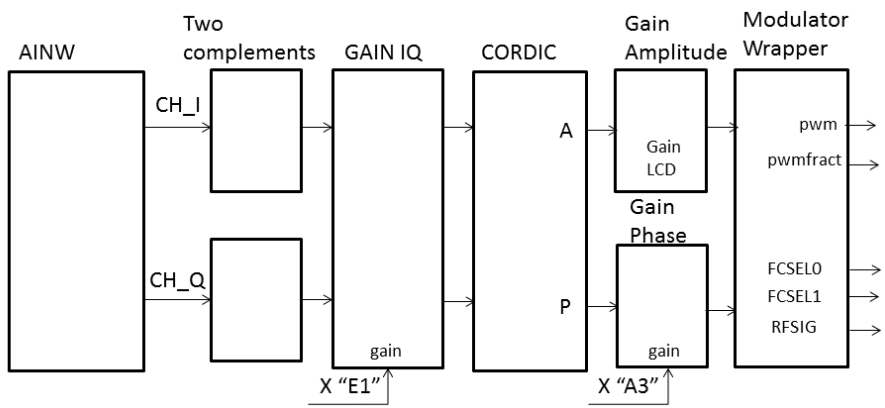 AINW
Two
complements
GAIN IQ
CORDIC
Gain
Amplitude
Modulator
Wrapper
CH_I
CH_Q
A
P
Gain
LCD
Gain
Phase
pwm
pwmfract
FCSEL0
FCSEL1
RFSIG
gain
gain
X “E1”
X “A3”